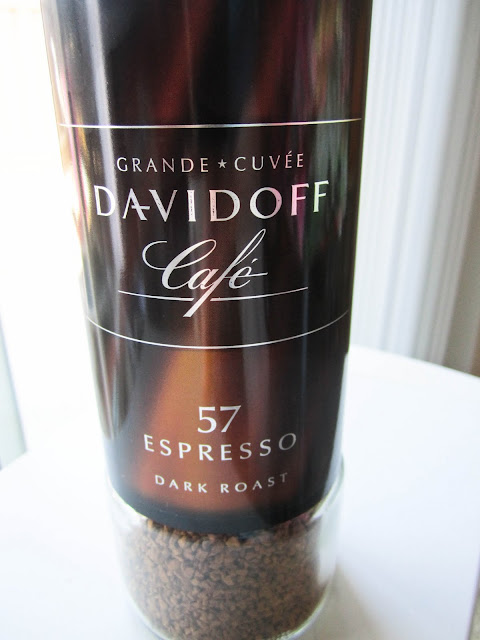 GRANDE ★ CUVÉE
DAVIDOFF
Café
57
ESPRESSO
DARK ROAST